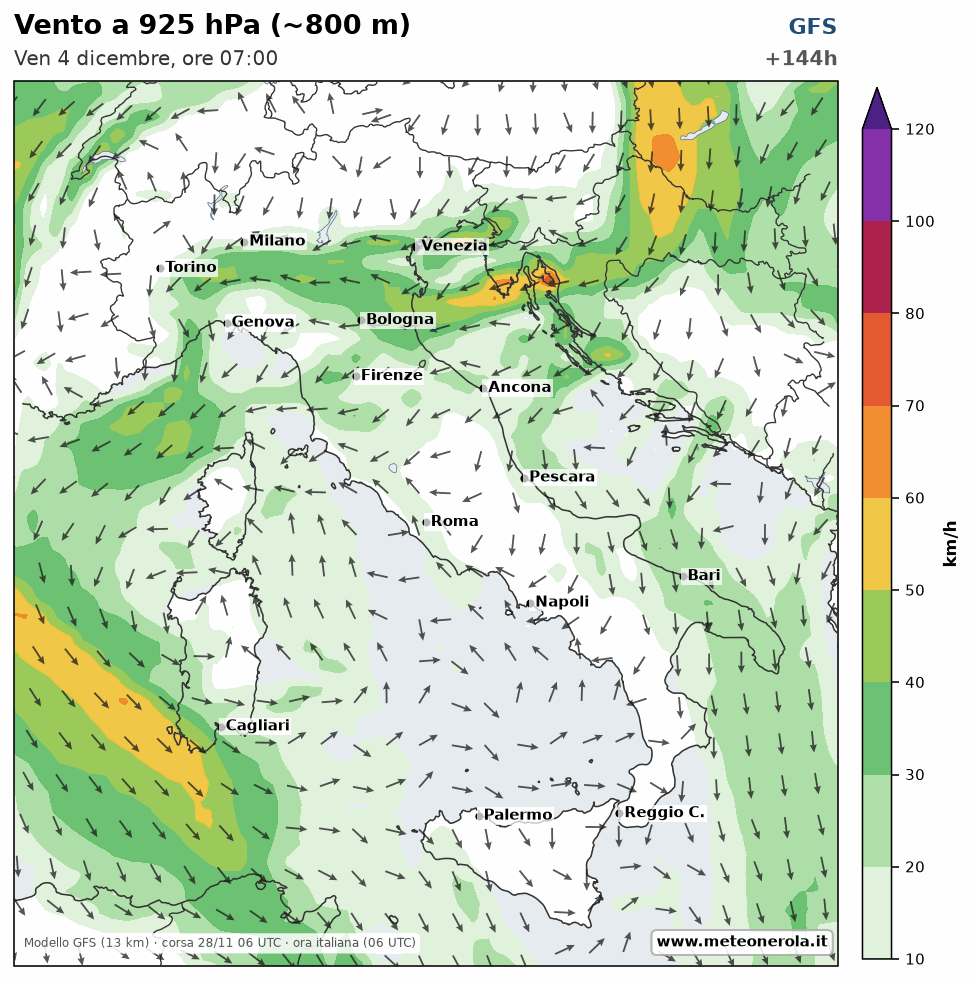 Vento a 925 hPa (~800 m)
GFS
Ven 4 dicembre, ore 07:00
+144h
120
100
80
70
60
50
40
30
20
10
km/h
Milano
Venezia
Torino
Genova
Bologna
Firenze
Ancona
Pescara
Roma
Bari
Napoli
Cagliari
Palermo
Reggio C.
Modello GFS (13 km) · corsa 28/11 06 UTC · ora italiana (06 UTC)
www.meteonerola.it